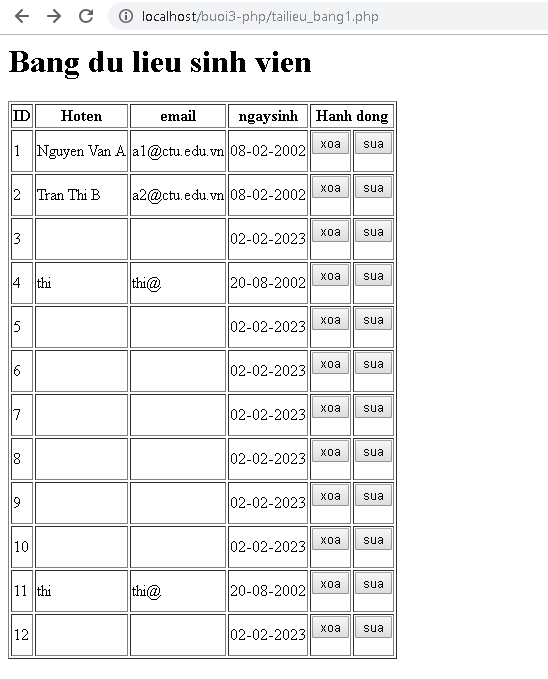 localhost/buoi3-php/tailieu_bang1.php
Bang du lieu sinh vien
ID Hoten email ngaysinh Hanh dong
1 Nguyen Van A a1@ctu.edu.vn 08-02-2002 xoa sua
2 Tran Thi B a2@ctu.edu.vn 08-02-2002 xoa sua
3 02-02-2023 xoa sua
4 thi thi@ 20-08-2002 xoa sua
5 02-02-2023 xoa sua
6 02-02-2023 xoa sua
7 02-02-2023 xoa sua
8 02-02-2023 xoa sua
9 02-02-2023 xoa sua
10 02-02-2023 xoa sua
11 thi thi@ 20-08-2002 xoa sua
12 02-02-2023 xoa sua